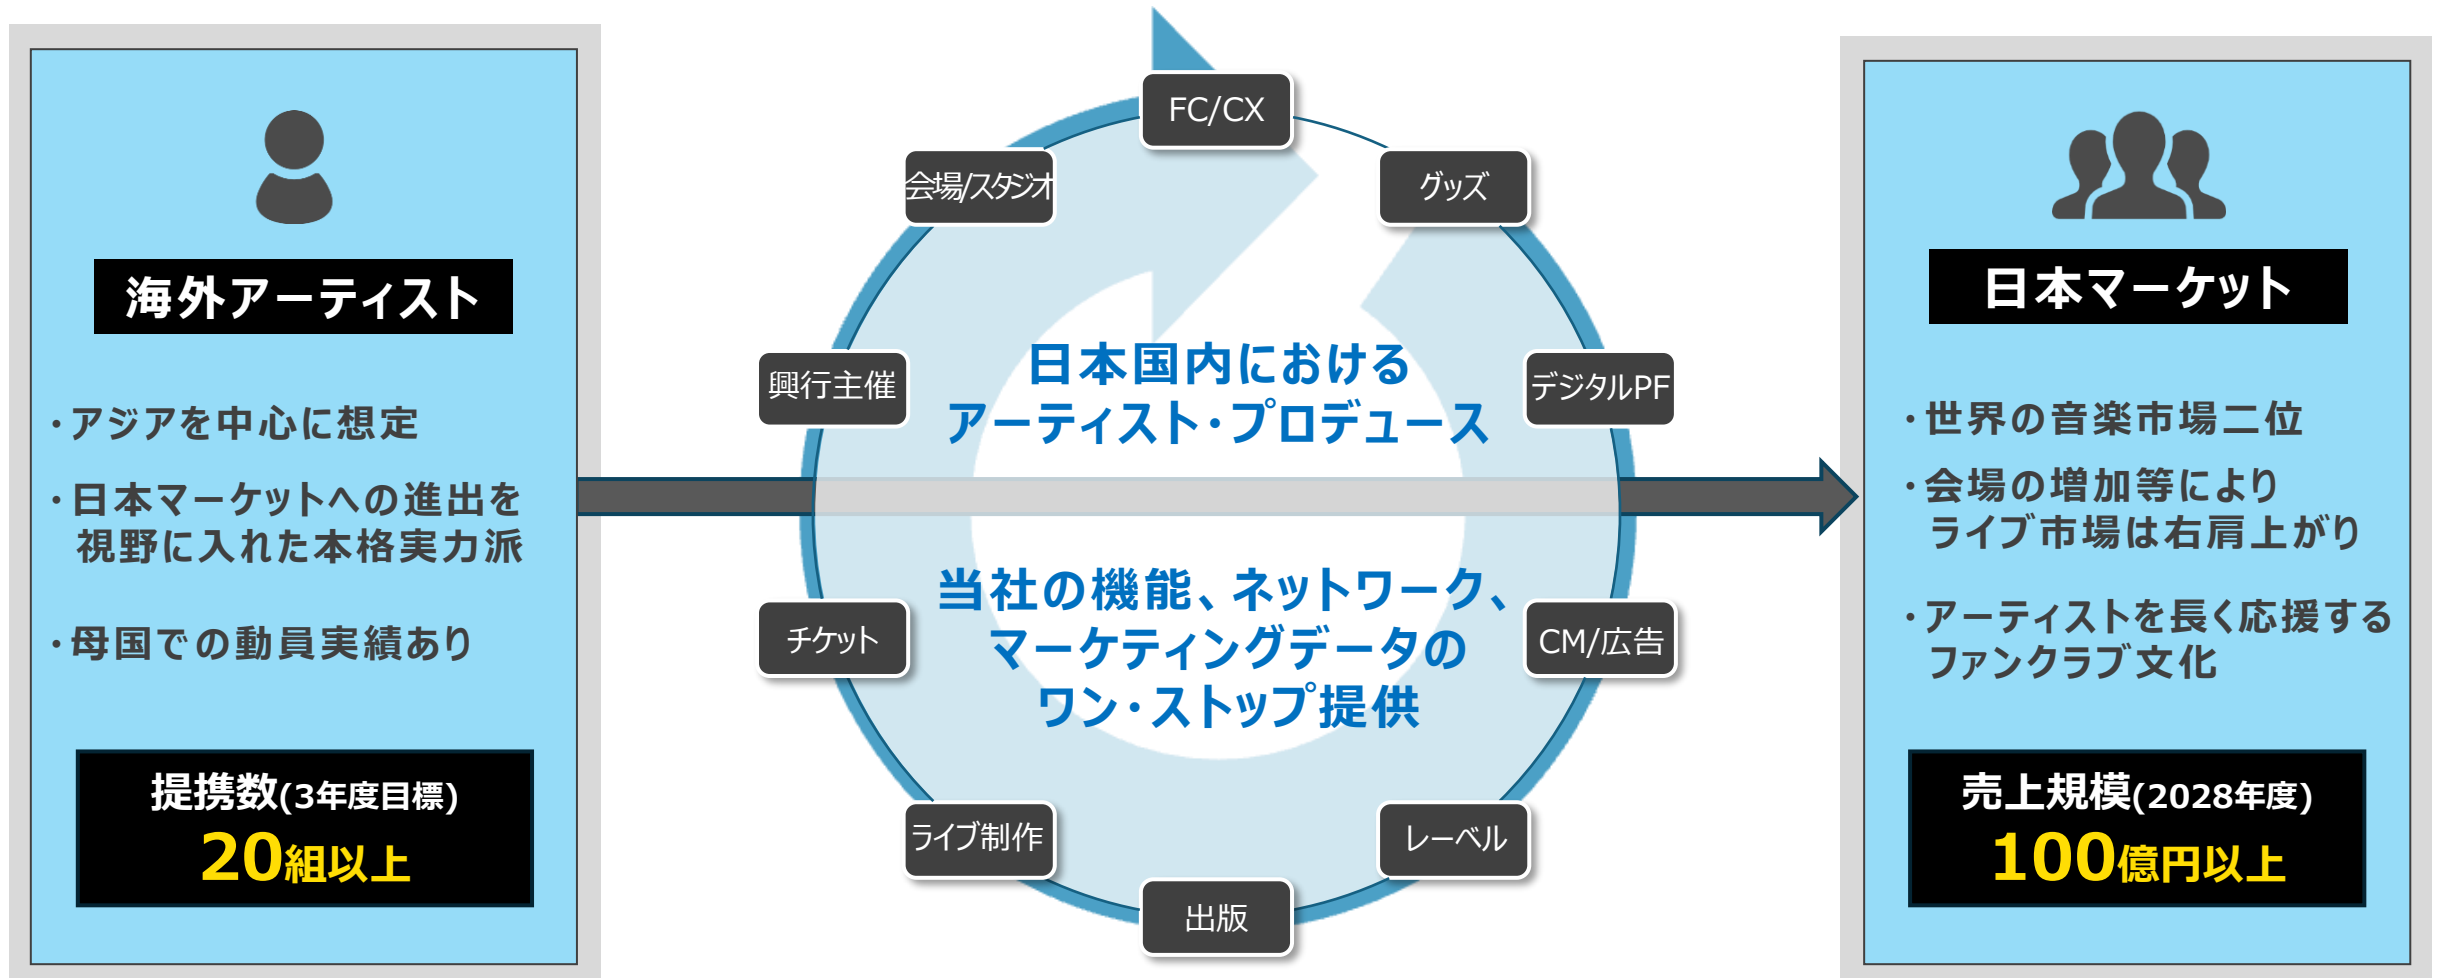 海外アーティスト
・アジアを中心に想定
・日本マーケットへの進出を
視野に入れた本格実力派
・母国での動員実績あり
提携数(3年度目標)
20組以上
FC/CX
グッズ
デジタルPF
CM/広告
レーベル
出版
ライブ制作
チケット
興行主催
会場/スタジオ
日本国内における
アーティスト・プロデュース
当社の機能、ネットワーク、
マーケティングデータの
ワン・ストップ提供
日本マーケット
・世界の音楽市場二位
・会場の増加等により
ライブ市場は右肩上がり
・アーティストを長く応援する
ファンクラブ文化
売上規模(2028年度)
100億円以上